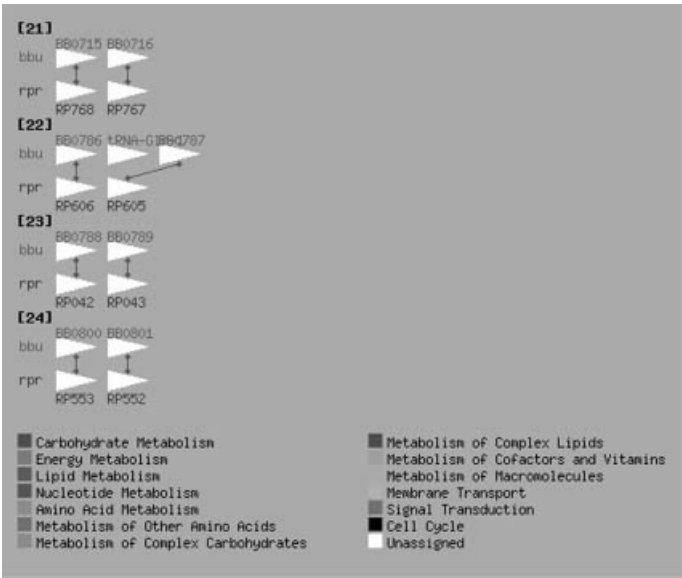 [21]
BB0715 BB0716
bbu
rpr
RP768 RP767
[22]
BB0786
bbu
rpr
RP606 RP605
[23]
BB0788 BB0789
bbu
rpr
RP042 RP043
[24]
BB0800 BB0801
bbu
rpr
RP553 RP552
Carbohydrate Metabolism
Energy Metabolism
Lipid Metabolism
Nucleotide Metabolism
Amino Acid Metabolism
Metabolism of Other Amino Acids
Metabolism of Complex Carbohydrates
Metabolism of Complex Lipids
Metabolism of Cofactors and Vitamins
Metabolism of Macromolecules
Membrane Transport
Signal Transduction
Cell Cycle
Unassigned